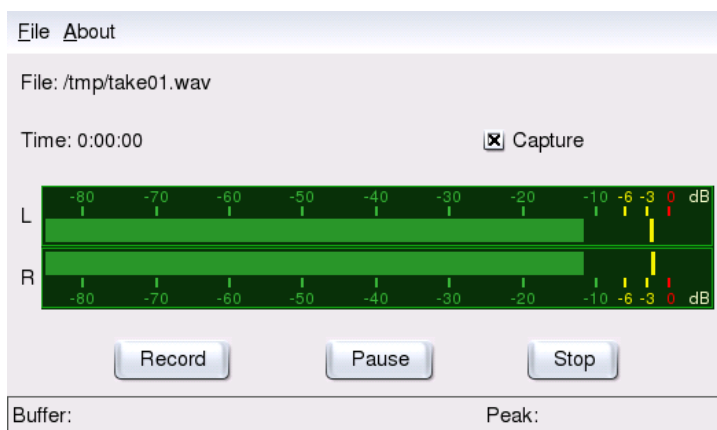 File About
File: /tmp/take01.wav
Time: 0:00:00 Capture
-80 -70 -60 -50 -40 -30 -20 -10 -6 -3 0 dB
L
R
-80 -70 -60 -50 -40 -30 -20 -10 -6 -3 0 dB
Record Pause Stop
Buffer: Peak: